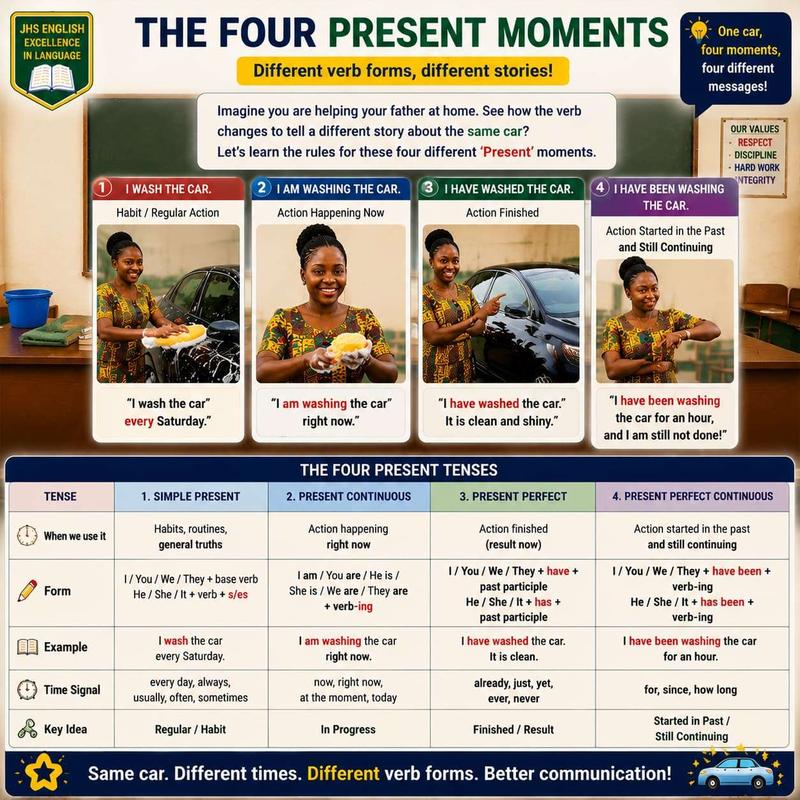 JHS ENGLISH
EXCELLENCE
IN LANGUAGE
THE FOUR PRESENT MOMENTS
Different verb forms, different stories!
One car,
four moments,
four different
messages!
Imagine you are helping your father at home. See how the verb
changes to tell a different story about the same car?
Let's learn the rules for these four different 'Present' moments.
OUR VALUES
- RESPECT
- DISCIPLINE
- HARD WORK
INTEGRITY
1 I WASH THE CAR.
Habit / Regular Action
"I wash the car"
every Saturday."
2 I AM WASHING THE CAR.
Action Happening Now
"I am washing the car"
right now."
3 I HAVE WASHED THE CAR.
Action Finished
"I have washed the car."
It is clean and shiny."
4 I HAVE BEEN WASHING
THE CAR.
Action Started in the Past
and Still Continuing
"I have been washing
the car for an hour,
and I am still not done!"
THE FOUR PRESENT TENSES
TENSE 1. SIMPLE PRESENT 2. PRESENT CONTINUOUS 3. PRESENT PERFECT 4. PRESENT PERFECT CONTINUOUS
When we use it
Habits, routines,
general truths
Action happening
right now
Action finished
(result now)
Action started in the past
and still continuing
Form
I / You / We / They + base verb
He / She / It + verb + s/es
I am / You are / He is /
She is / We are / They are
+ verb-ing
I / You / We / They + have +
past participle
He / She / It + has +
past participle
I / You / We / They + have been +
verb-ing
He / She / It + has been +
verb-ing
Example
I wash the car
every Saturday.
I am washing the car
right now.
I have washed the car.
It is clean.
I have been washing the car
for an hour.
Time Signal
every day, always,
usually, often, sometimes
now, right now,
at the moment, today
already, just, yet,
ever, never
for, since, how long
Key Idea
Regular / Habit
In Progress
Finished / Result
Started in Past /
Still Continuing
Same car. Different times. Different verb forms. Better communication!